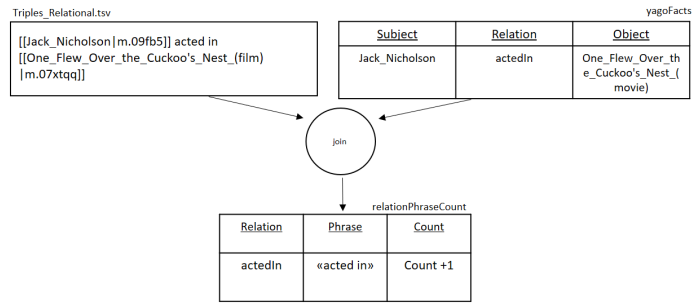 Triples_Relational.tsv
[[Jack_Nicholson|m.09fb5]] acted in
[[One_Flew_Over_the_Cuckoo's_Nest_(film)
|m.07xtqq]]
yagoFacts
Subject Relation Object
Jack_Nicholson actedIn One_Flew_Over_th
e_Cuckoo's_Nest_(
movie)
join
relationPhraseCount
Relation Phrase Count
actedIn «acted in» Count +1